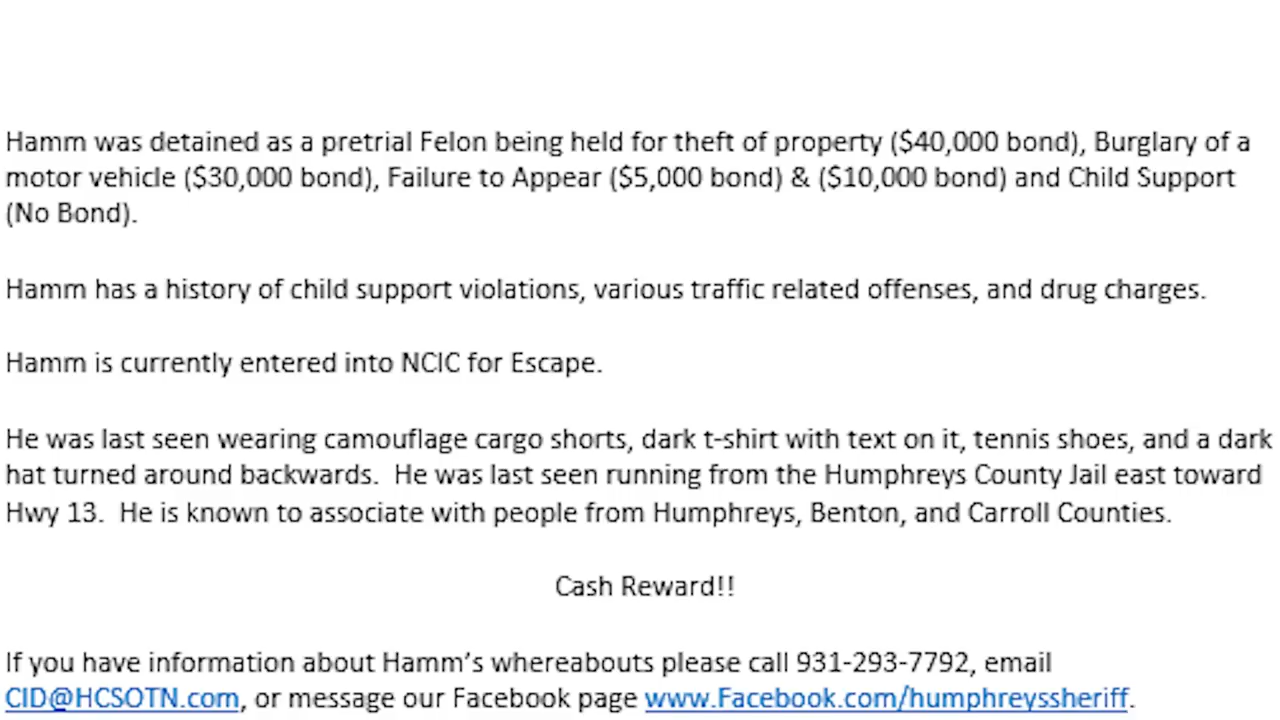 Hamm was detained as a pretrial Felon being held for theft of property ($40,000 bond), Burglary of a
motor vehicle ($30,000 bond), Failure to Appear ($5,000 bond) & ($10,000 bond) and Child Support
(No Bond).
Hamm has a history of child support violations, various traffic related offenses, and drug charges.
Hamm is currently entered into NCIC for Escape.
He was last seen wearing camouflage cargo shorts, dark t-shirt with text on it, tennis shoes, and a dark
hat turned around backwards.  He was last seen running from the Humphreys County Jail east toward
Hwy 13.  He is known to associate with people from Humphreys, Benton, and Carroll Counties.
Cash Reward!!
If you have information about Hamm’s whereabouts please call 931-293-7792, email
CID@HCSOTN.com, or message our Facebook page www.Facebook.com/humphreyssheriff.